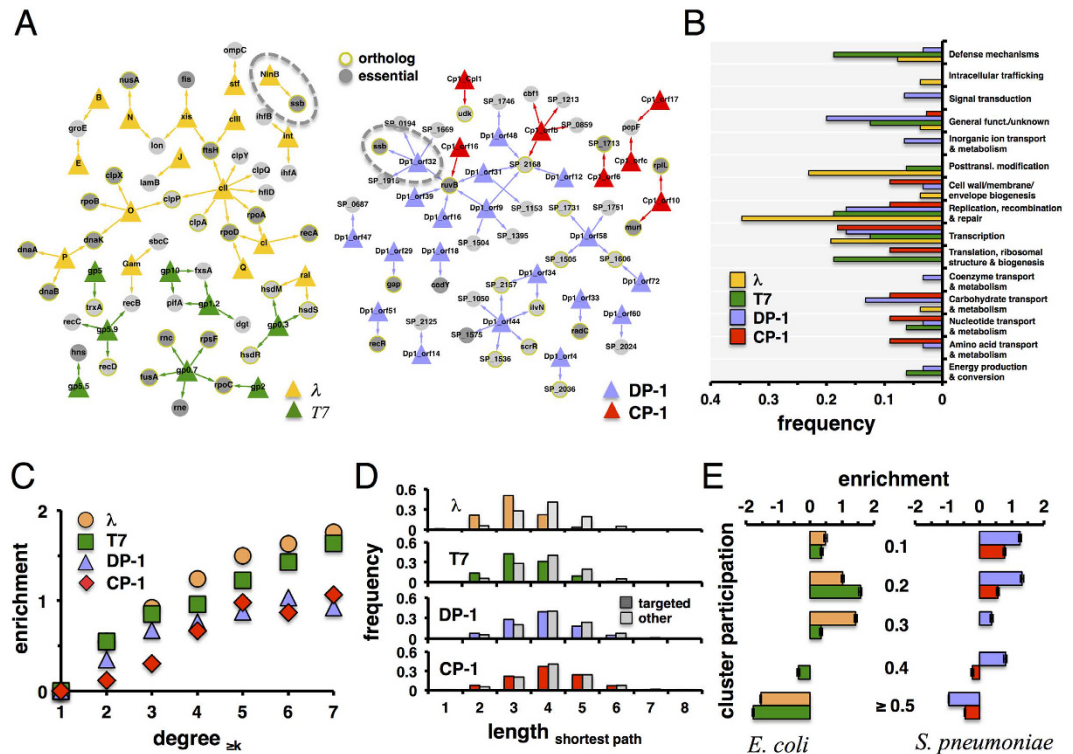 A
ortholog
essential
ompC
stf
NinB
ssb
nusA
fis
B
N
xis
cIII
ihfB
int
groE
lon
E
J
ftsH
clpY
ihfA
lamB
cII
clpQ
clpX
clpP
hflD
rpoB
O
clpA
rpoA
dnaK
sbcC
rpoD
cI
recA
dnaA
P
Gam
Q
ral
dnaB
gp5
gp10
fxsA
hsdM
trxA
recB
pifA
gp1.2
hsdS
recC
gp5.9
dgt
gp0.3
recD
rnc
rpsF
hsdR
hns
gp0.7
fusA
rpoC
gp2
gp5.5
rne
λ
T7
Cp1_Cpl1
udk
SP_1746
cbf1
SP_1213
Cp1_orf17
SP_0194
SP_1669
Dp1_orf48
Cp1_orfb
SP_0859
pepF
ssb
Cp1_orf16
SP_1713
rplL
Dp1_orf32
SP_2168
SP_1915
Dp1_orf31
Cp1_orf6
Cp1_orfc
ruvB
Dp1_orf12
Dp1_orf39
Cp1_orf10
SP_0687
Dp1_orf9
SP_1153
SP_1731
SP_1751
murI
Dp1_orf16
Dp1_orf47
SP_1504
SP_1395
Dp1_orf58
Dp1_orf29
Dp1_orf18
SP_1505
SP_1606
Dp1_orf34
gap
codY
SP_2157
Dp1_orf72
SP_1050
ilvN
Dp1_orf33
Dp1_orf51
SP_2125
Dp1_orf44
Dp1_orf60
SP_1575
radC
recR
Dp1_orf14
scrR
Dp1_orf4
SP_2024
SP_1536
SP_2036
DP-1
CP-1
B
Defense mechanisms
Intracellular trafficking
Signal transduction
General funct./unknown
Inorganic ion transport
& metabolism
Posttransl. modification
Cell wall/membrane/
envelope biogenesis
Replication, recombination
& repair
Transcription
Translation, ribosomal
structure & biogenesis
Coenzyme transport
& metabolism
Carbohydrate transport
& metabolism
Nucleotide transport
& metabolism
Amino acid transport
& metabolism
Energy production
& conversion
λ
T7
DP-1
CP-1
0.4 0.3 0.2 0.1 0
frequency
C
λ
T7
DP-1
CP-1
enrichment
2
1
0
1 2 3 4 5 6 7
degree ≥k
D
frequency
0.6
0.3
0
λ
0.6
0.3
0
T7
0.6
0.3
0
DP-1
targeted
other
0.6
0.3
0
CP-1
1 2 3 4 5 6 7 8
length shortest path
E
enrichment
-2 -1 0 1 2
-2 -1 0 1 2
cluster participation
0.1
0.2
0.3
0.4
≥ 0.5
E. coli
S. pneumoniae